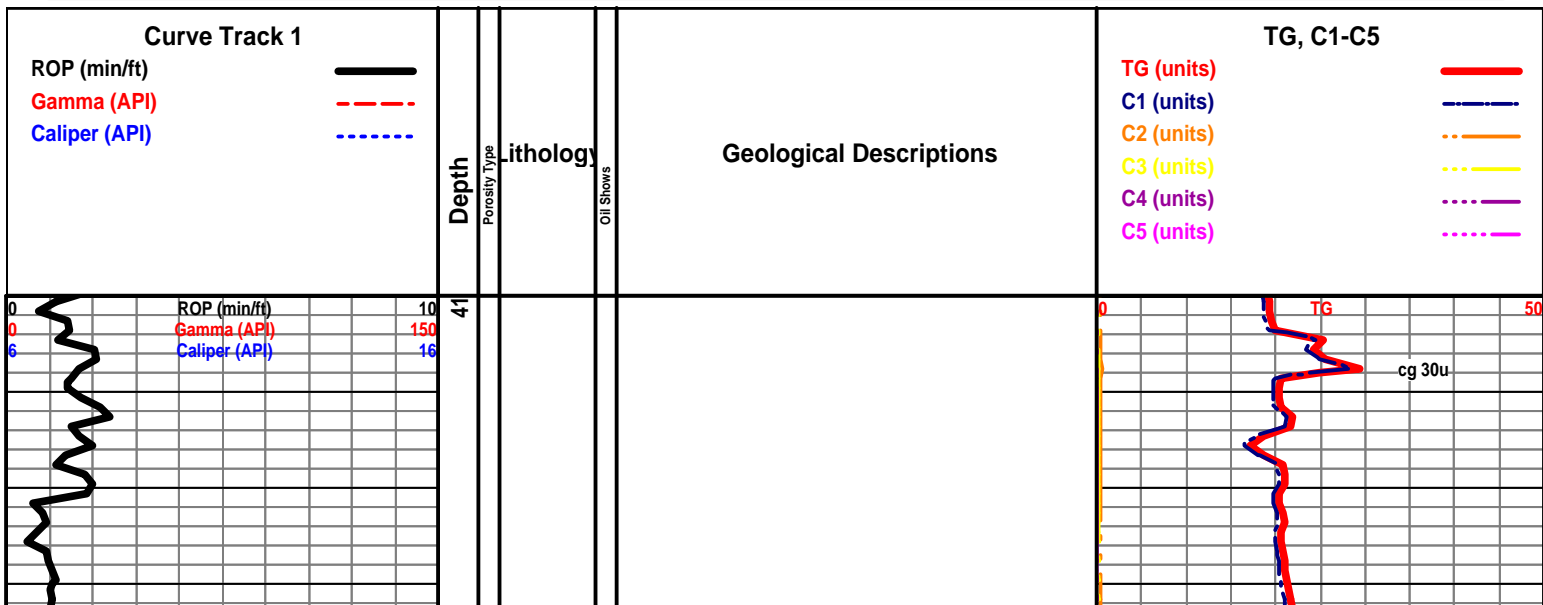 Curve Track 1
ROP (min/ft)
Gamma (API)
Caliper (API)
Depth
Porosity Type
Lithology
Oil Shows
Geological Descriptions
TG, C1-C5
TG (units)
C1 (units)
C2 (units)
C3 (units)
C4 (units)
C5 (units)
0 ROP (min/ft) 10
0 Gamma (API) 150
6 Caliper (API) 16
41
0 TG 50
cg 30u